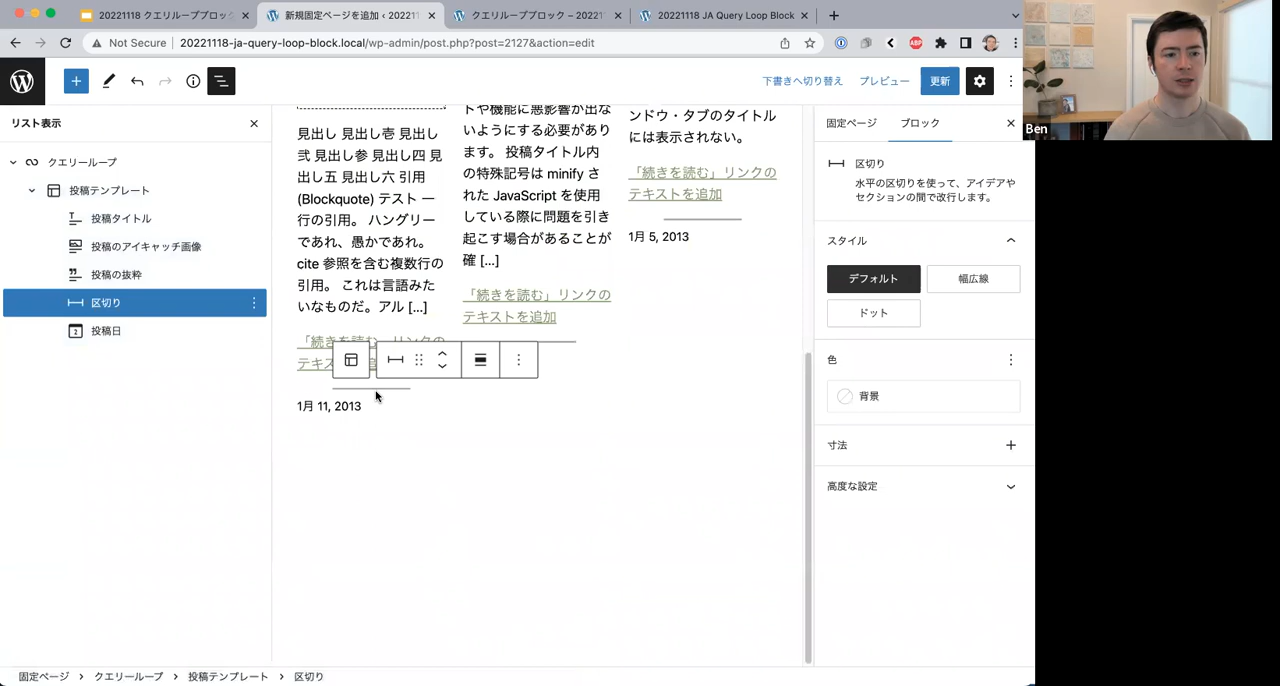 20221118 クエリループブロック
新規固定ページを追加 ‹ 202211
クエリループブロック – 202211
20221118 JA Query Loop Block
Not Secure
20221118-ja-query-loop-block.local/wp-admin/post.php?post=2127&action=edit
ABP
Ben
下書きへ切り替え
プレビュー
更新
リスト表示
クエリーループ
投稿テンプレート
投稿タイトル
投稿のアイキャッチ画像
投稿の抜粋
区切り
投稿日
見出し 見出し壱 見出し
弐 見出し参 見出し四 見
出し五 見出し六 引用
(Blockquote) テスト 一
行の引用。 ハングリー
であれ、愚かであれ。
cite 参照を含む複数行の
引用。 これは言語みた
いなものだ。アル [...]
「続きを読む」リンクの
1月 11, 2013
トや機能に悪影響が出な
いようにする必要があり
ます。 投稿タイトル内
の特殊記号は minify さ
れた JavaScript を使用
している際に問題を引き
起こす場合があることが
確 [...]
「続きを読む」リンクの
テキストを追加
ンドウ・タブのタイトル
には表示されない。
「続きを読む」リンクの
テキストを追加
1月 5, 2013
固定ページ
ブロック
区切り
水平の区切りを使って、アイデアや
セクションの間で改行します。
スタイル
デフォルト
幅広線
ドット
色
背景
寸法
高度な設定
固定ページ › クエリーループ › 投稿テンプレート › 区切り